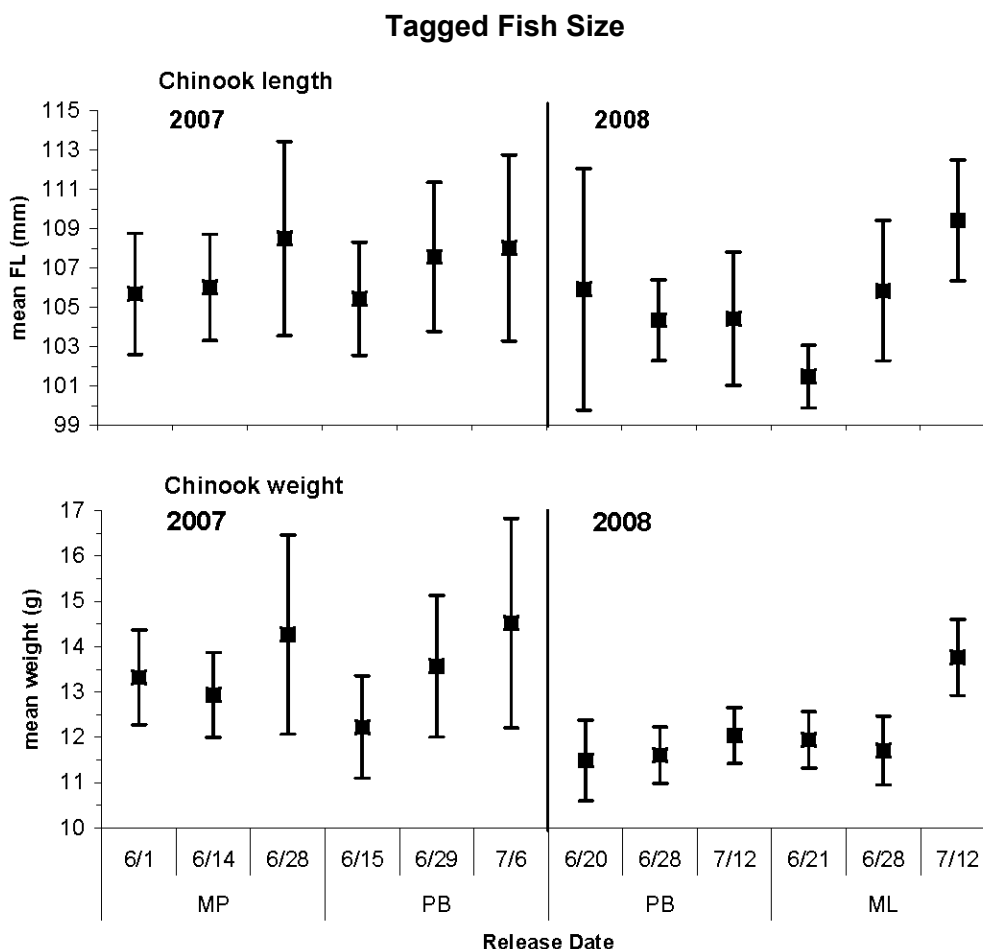 Tagged Fish Size
Chinook length
2007
2008
115
113
111
109
107
105
103
101
99
mean FL (mm)
Chinook weight
2007
2008
17
16
15
14
13
12
11
10
mean weight (g)
6/1 6/14 6/28 6/15 6/29 7/6 6/20 6/28 7/12 6/21 6/28 7/12
MP PB PB ML
Release Date